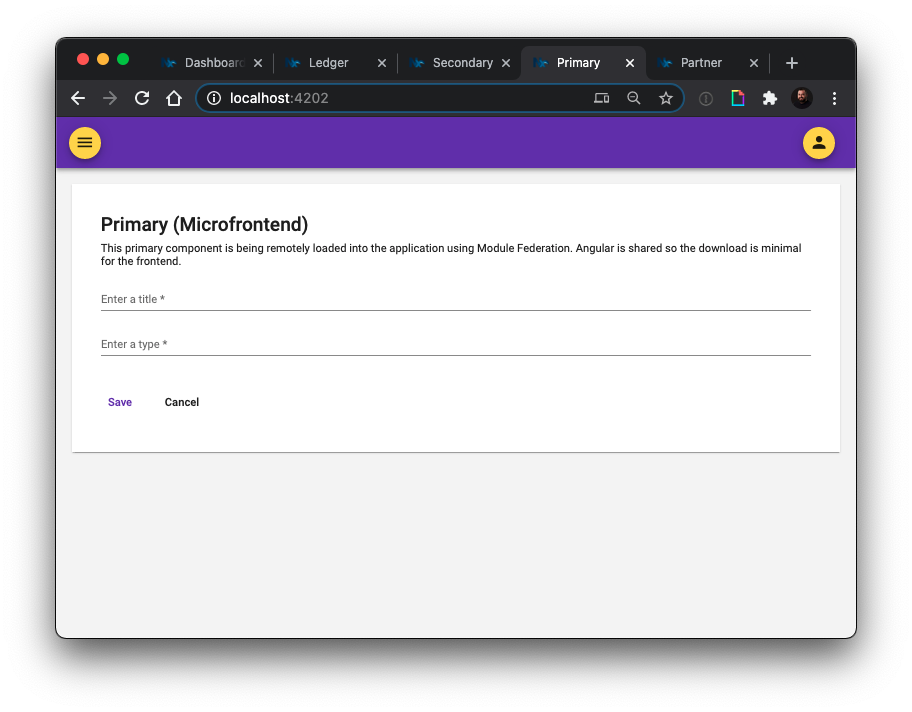 Dashboard Ledger Secondary Primary Partner
localhost:4202
Primary (Microfrontend)
This primary component is being remotely loaded into the application using Module Federation. Angular is shared so the download is minimal
for the frontend.
Enter a title *
Enter a type *
Save Cancel